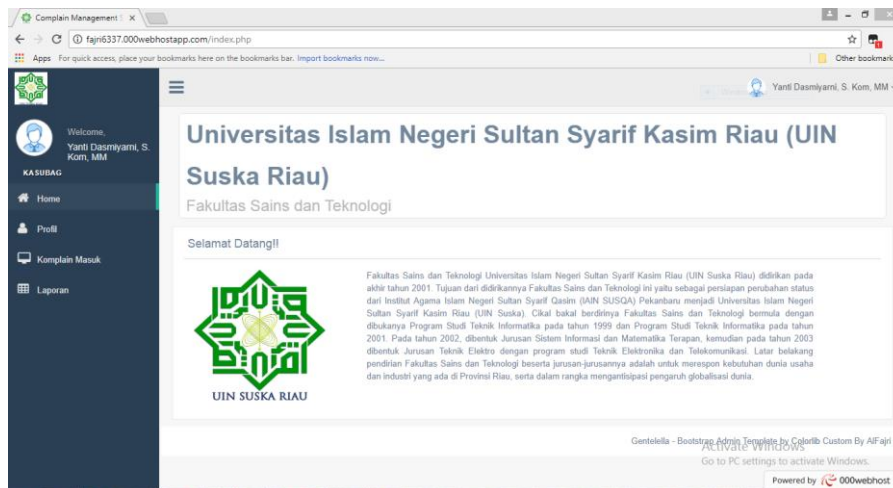 Complain Management S
fajri6337.000webhostapp.com/index.php
Apps For quick access, place your bookmarks here on the bookmarks bar. Import bookmarks now...
Other bookmark
Yanti Dasmiyarni, S. Kom, MM
Welcome,
Yanti Dasmiyarni, S.
Kom, MM
KASUBAG
Home
Profil
Komplain Masuk
Laporan
Universitas Islam Negeri Sultan Syarif Kasim Riau (UIN
Suska Riau)
Fakultas Sains dan Teknologi
Selamat Datang!!
UIN SUSKA RIAU
Fakultas Sains dan Teknologi Universitas Islam Negeri Sultan Syarif Kasim Riau (UIN Suska Riau) didirikan pada
akhir tahun 2001. Tujuan dari didirikannya Fakultas Sains dan Teknologi ini yaitu sebagai persiapan perubahan status
dari Institut Agama Islam Negeri Sultan Syarif Qasim (IAIN SUSQA) Pekanbaru menjadi Universitas Islam Negeri
Sultan Syarif Kasim Riau (UIN Suska). Cikal bakal berdirinya Fakultas Sains dan Teknologi bermula dengan
dibukanya Program Studi Teknik Informatika pada tahun 1999 dan Program Studi Teknik Informatika pada tahun
2001. Pada tahun 2002, dibentuk Jurusan Sistem Informasi dan Matematika Terapan, kemudian pada tahun 2003
dibentuk Jurusan Teknik Elektro dengan program studi Teknik Elektronika dan Telekomunikasi. Latar belakang
pendirian Fakultas Sains dan Teknologi beserta jurusan-jurusannya adalah untuk merespon kebutuhan dunia usaha
dan industri yang ada di Provinsi Riau, serta dalam rangka mengantisipasi pengaruh globalisasi dunia.
Gentelella - Bootstrap Admin Template by Colorlib Custom By AlFajri
Activate Windows
Go to PC settings to activate Windows.
Powered by 000webhost